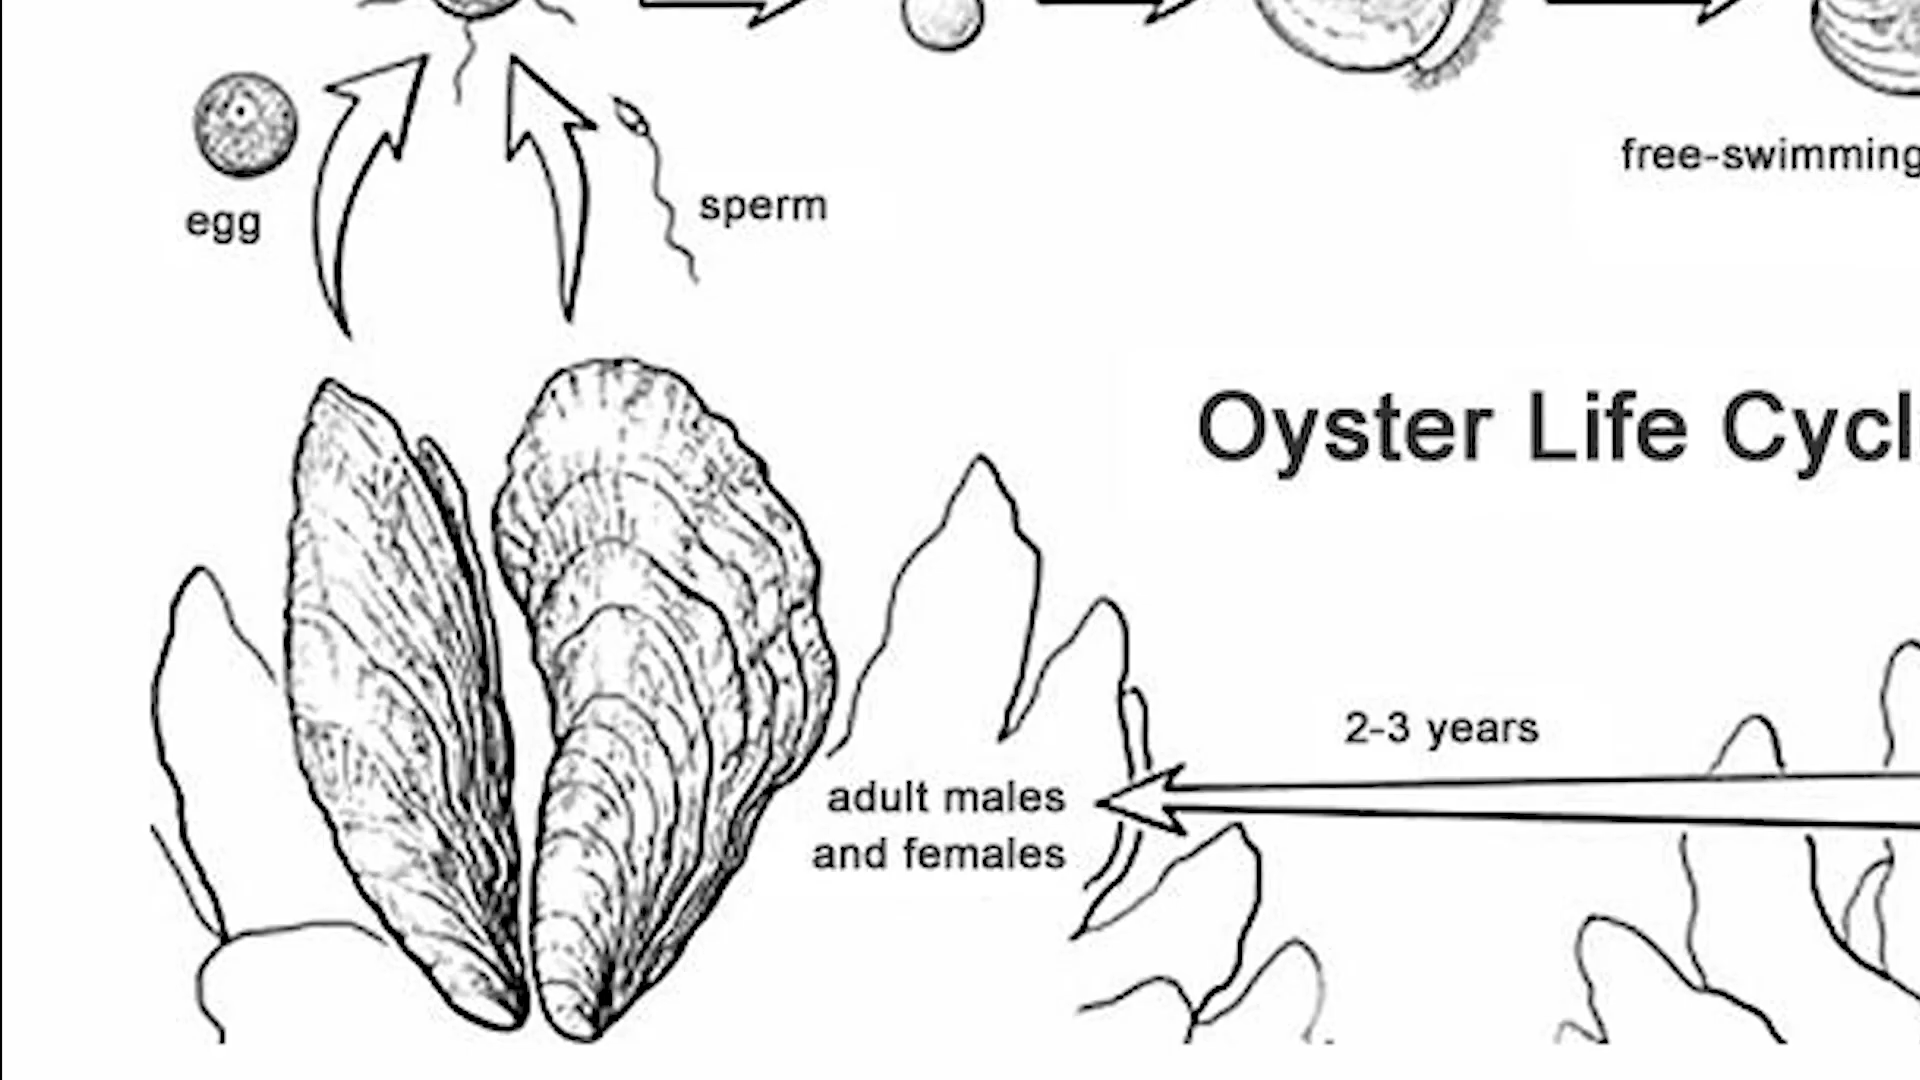 free-swimming
egg
sperm
Oyster Life Cycl
2-3 years
adult males
and females